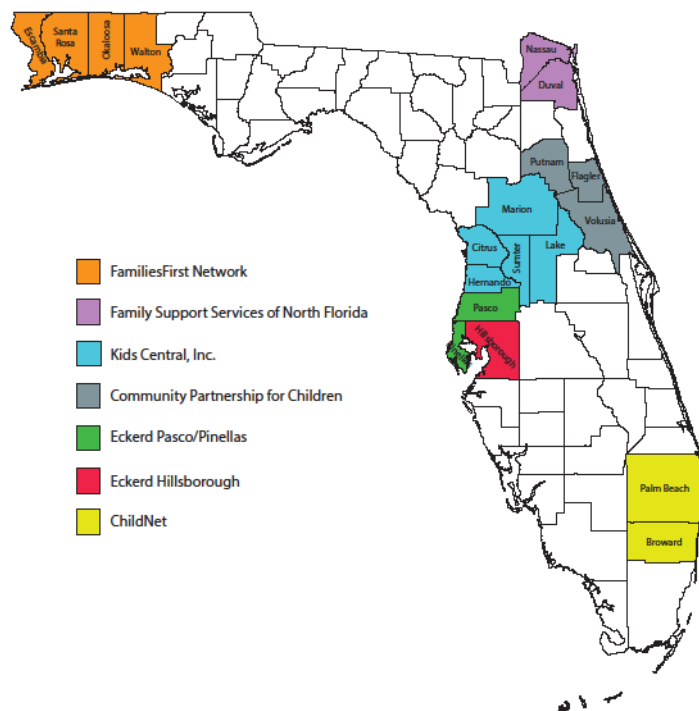 Escambia
Santa
Rosa
Okaloosa
Walton
Nassau
Duval
Putnam
Flagler
Volusia
Marion
Citrus
Sumter
Lake
Hernando
Pasco
Pinellas
Hillsborough
Palm Beach
Broward
FamiliesFirst Network
Family Support Services of North Florida
Kids Central, Inc.
Community Partnership for Children
Eckerd Pasco/Pinellas
Eckerd Hillsborough
ChildNet